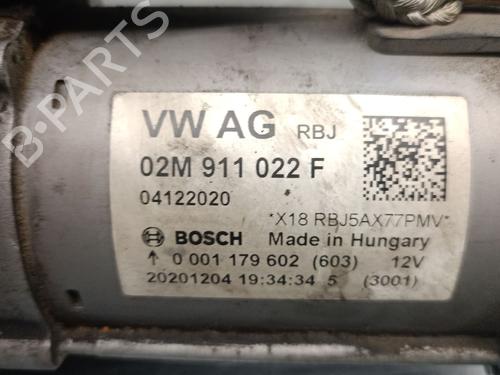 VW AG RBJ
02M 911 022 F
04122020
*X18 RBJ5AX77PMV*
BOSCH Made in Hungary
↑ 0 001 179 602 (603) 12V
20201204 19:34:34 5 (3001)
B-PARTS